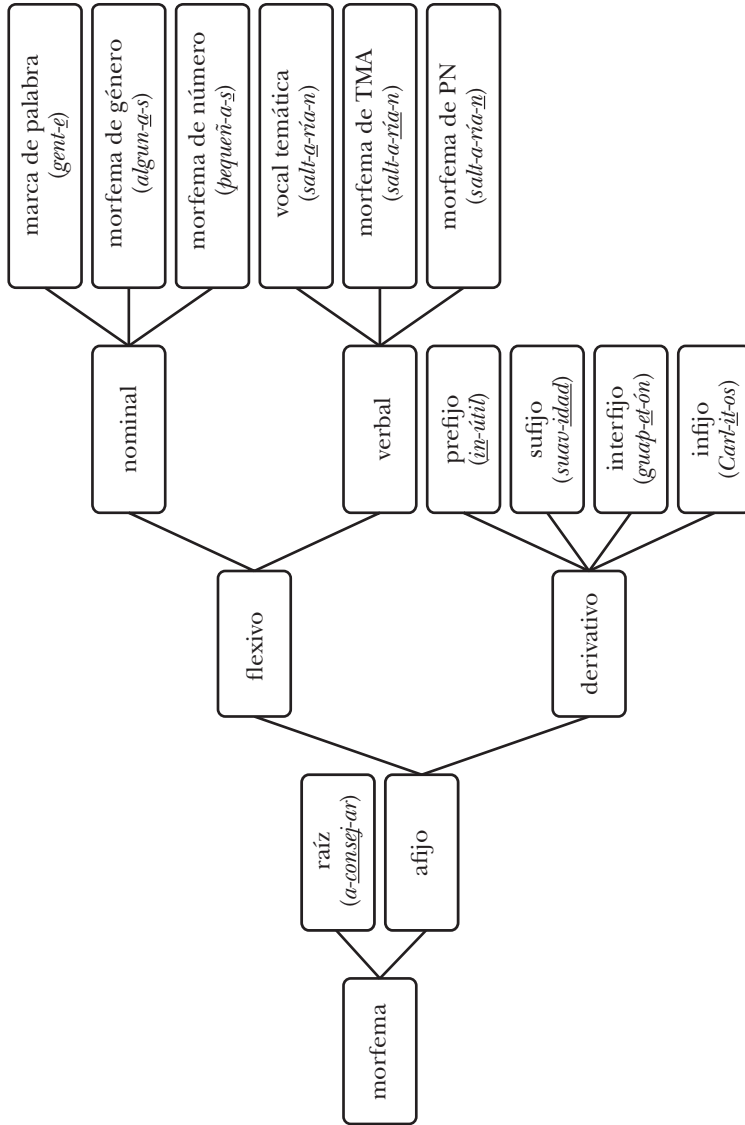 morfema
raíz
(a-consej-ar)
afijo
flexivo
derivativo
nominal
verbal
prefijo
(in-útil)
sufijo
(suav-idad)
interfijo
(guap-et-ón)
infijo
(Carl-it-os)
marca de palabra
(gent-e)
morfema de género
(algun-a-s)
morfema de número
(pequeñ-a-s)
vocal temática
(salt-a-ría-n)
morfema de TMA
(salt-a-ría-n)
morfema de PN
(salt-a-ría-n)